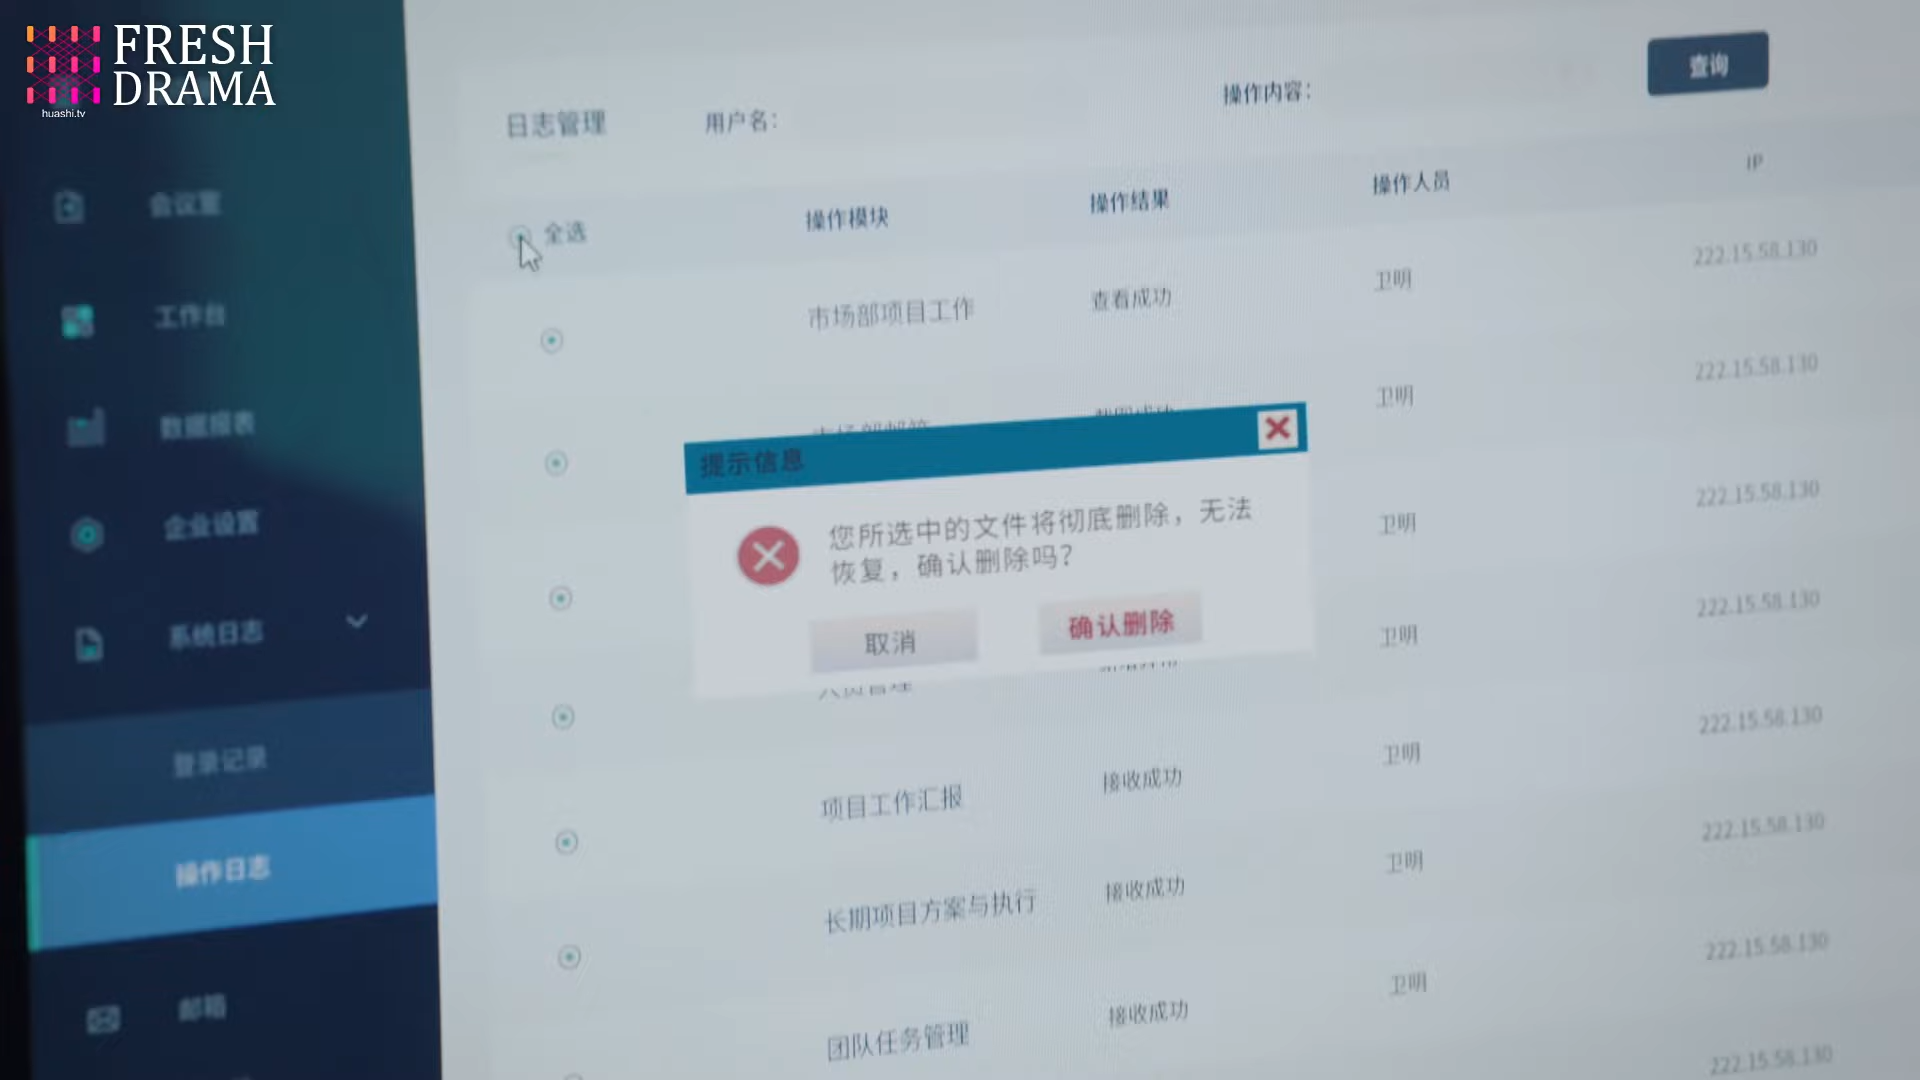 FRESH
DRAMA
huashi.tv
查询
操作内容：
日志管理
用户名：
全选
操作模块
操作结果
操作人员
IP
会议室
工作台
数据报表
企业设置
系统日志
登录记录
操作日志
邮箱
市场部项目工作
查看成功
卫明
222.15.58.130
市场部邮箱
卫明
222.15.58.130
提示信息
您所选中的文件将彻底删除，无法
恢复，确认删除吗？
取消
确认删除
卫明
222.15.58.130
人员管理
卫明
222.15.58.130
项目工作汇报
接收成功
卫明
222.15.58.130
长期项目方案与执行
接收成功
卫明
222.15.58.130
团队任务管理
接收成功
卫明
222.15.58.130
222.15.58.130